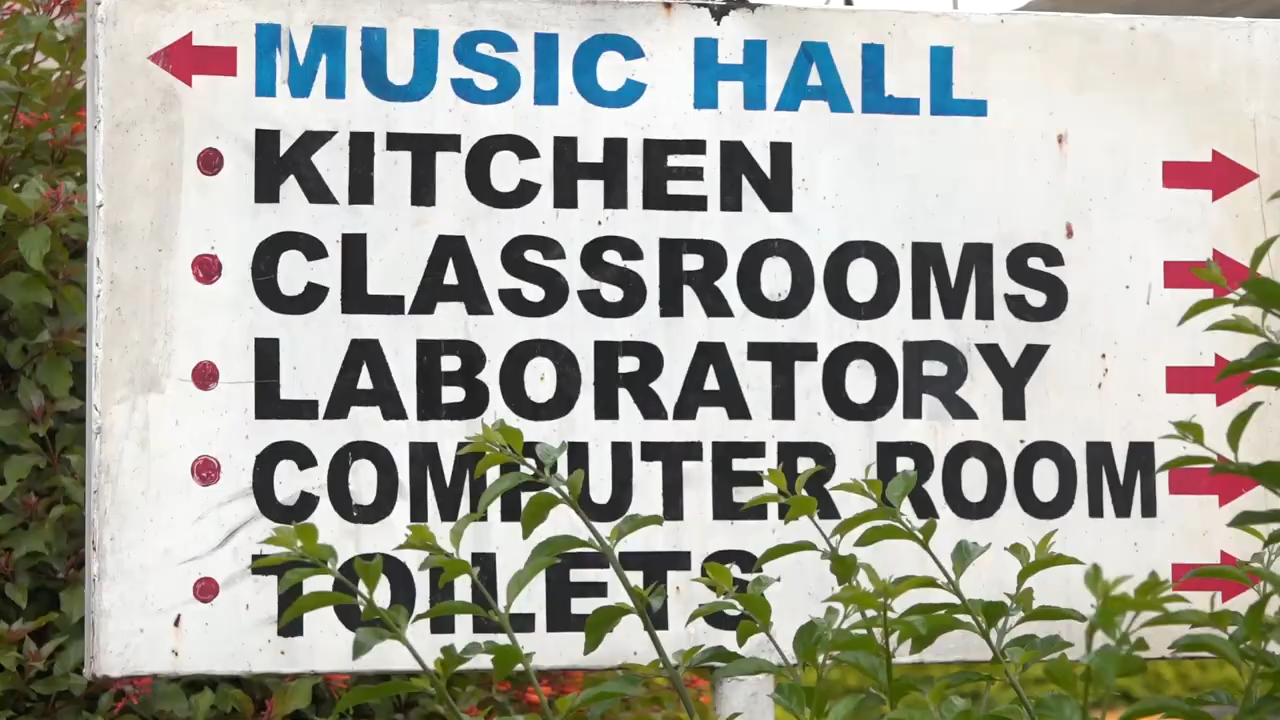 MUSIC HALL
KITCHEN
CLASSROOMS
LABORATORY
COMPUTER ROOM
TOILETS